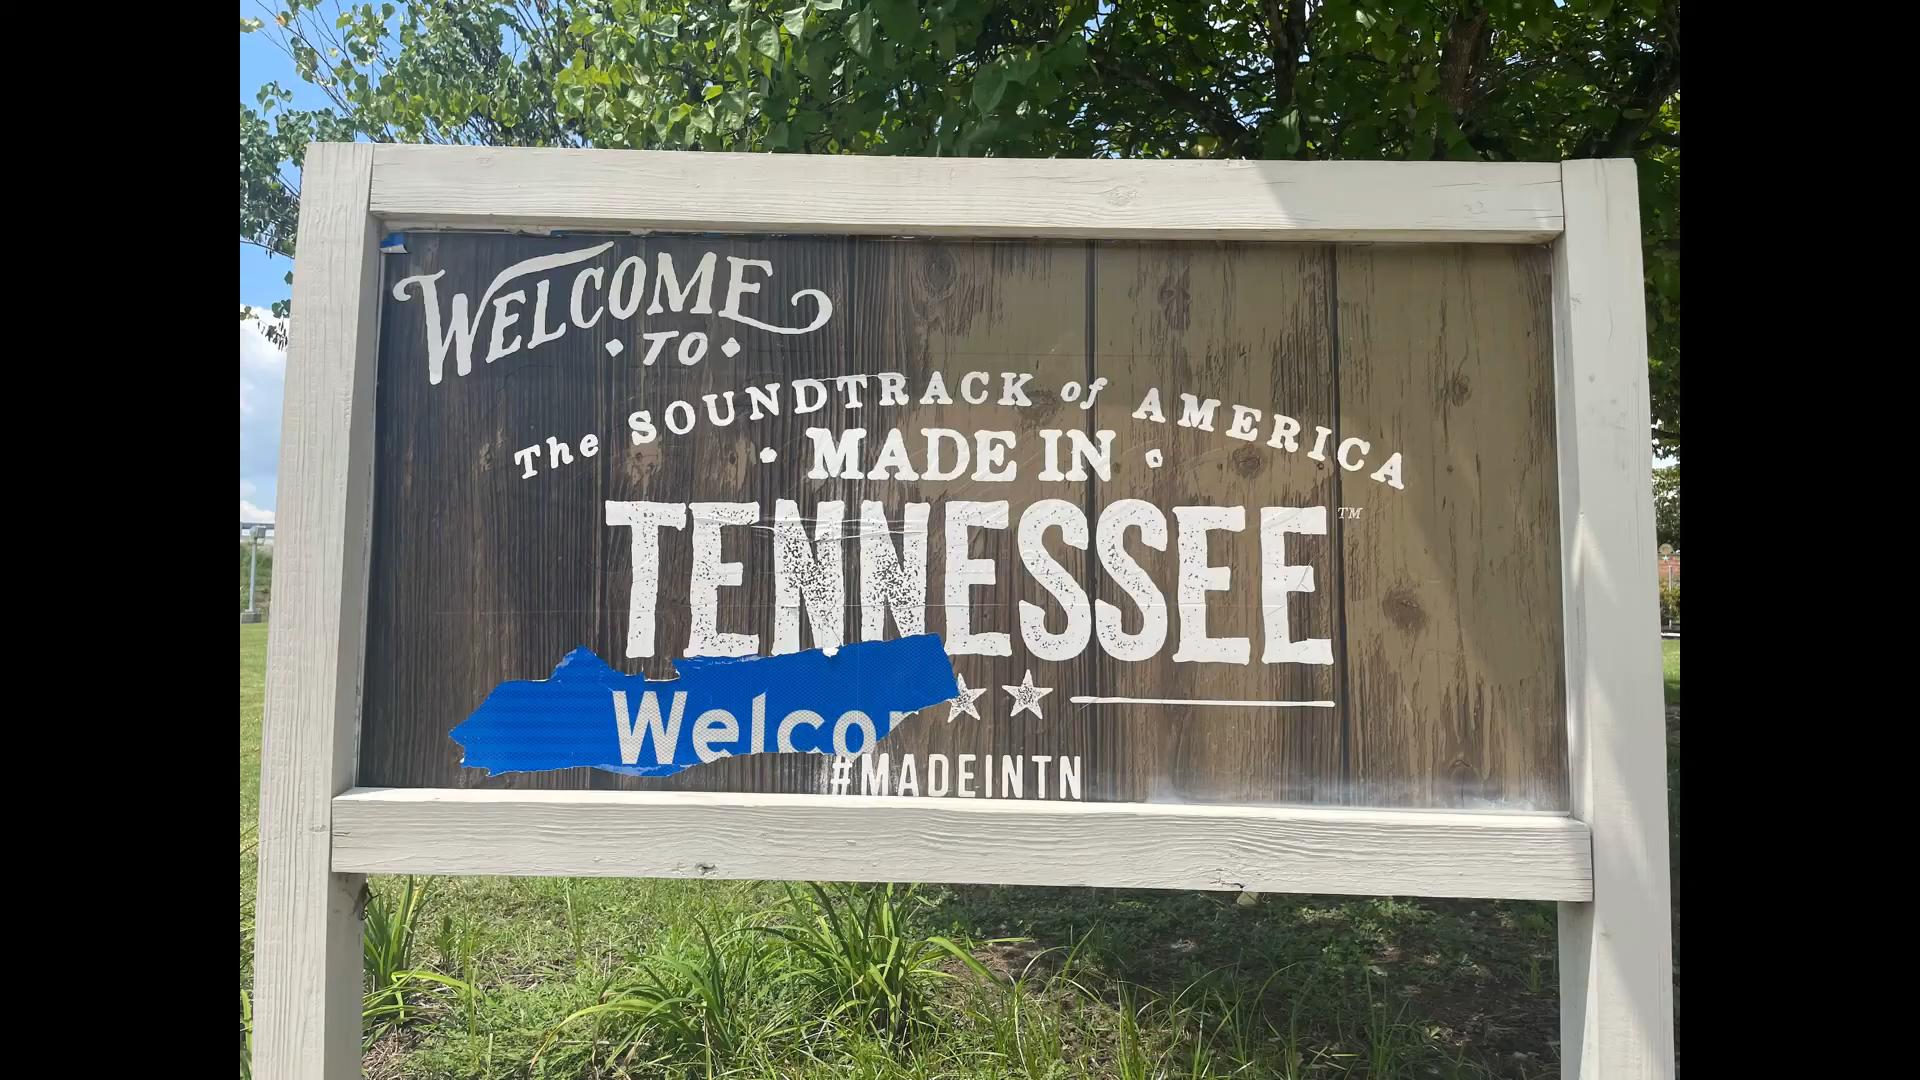 WELCOME
• TO •
The SOUNDTRACK of AMERICA
• MADE IN •
TENNESSEE™
Welco
#MADEINTN